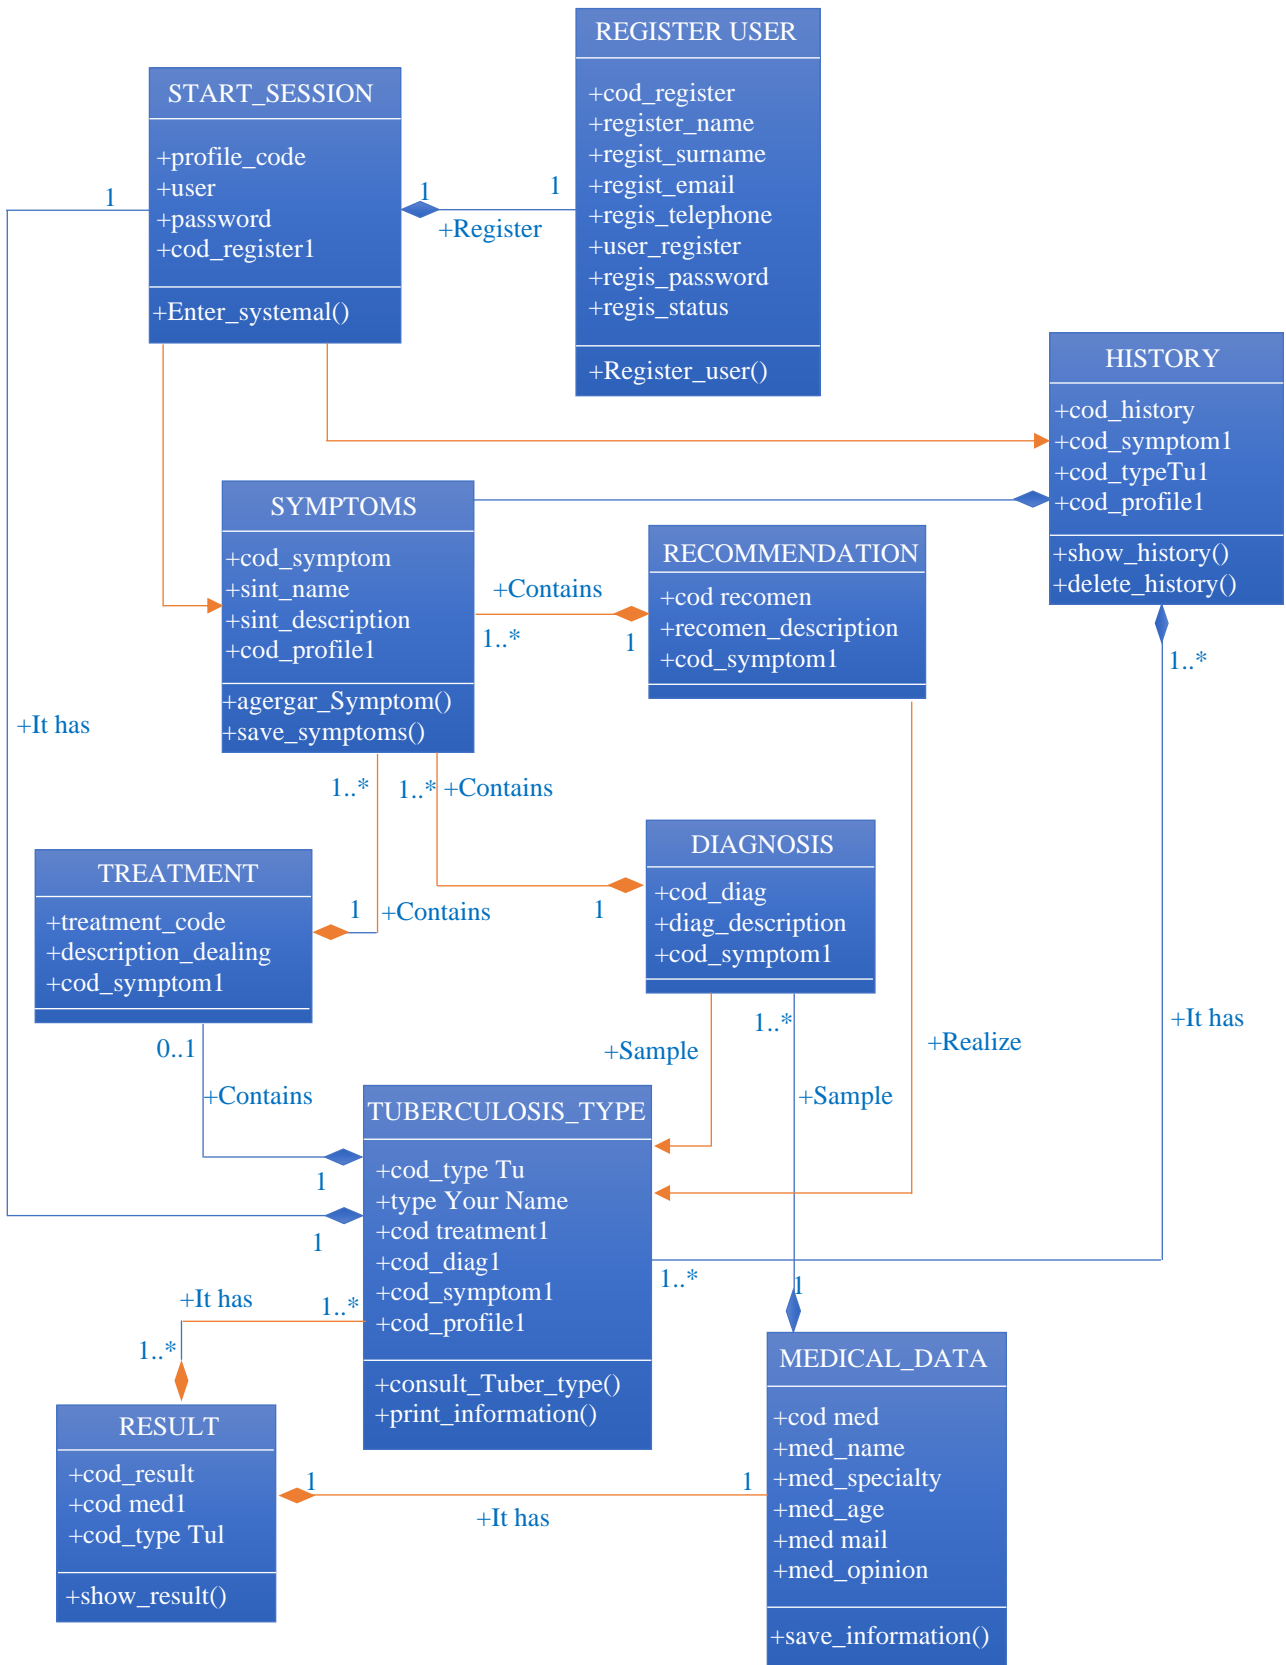 REGISTER USER
+cod_register
+register_name
+regist_surname
+regist_email
+regis_telephone
+user_register
+regis_password
+regis_status
+Register_user()
START_SESSION
+profile_code
+user
+password
+cod_register1
+Enter_systemal()
1
1
1
+Register
HISTORY
+cod_history
+cod_symptom1
+cod_typeTu1
+cod_profile1
+show_history()
+delete_history()
1..*
SYMPTOMS
+cod_symptom
+sint_name
+sint_description
+cod_profile1
+agergar_Symptom()
+save_symptoms()
+Contains
1..*
1
RECOMMENDATION
+cod recomen
+recomen_description
+cod_symptom1
+It has
1..*
1..*
+Contains
DIAGNOSIS
+cod_diag
+diag_description
+cod_symptom1
TREATMENT
+treatment_code
+description_dealing
+cod_symptom1
1
+Contains
1
0..1
+Contains
1
+Sample
1..*
+Sample
+Realize
+It has
TUBERCULOSIS_TYPE
+cod_type Tu
+type Your Name
+cod treatment1
+cod_diag1
+cod_symptom1
+cod_profile1
+consult_Tuber_type()
+print_information()
1
1..*
1
+It has
1..*
1..*
RESULT
+cod_result
+cod med1
+cod_type Tul
+show_result()
1
1
+It has
MEDICAL_DATA
+cod med
+med_name
+med_specialty
+med_age
+med mail
+med_opinion
+save_information()